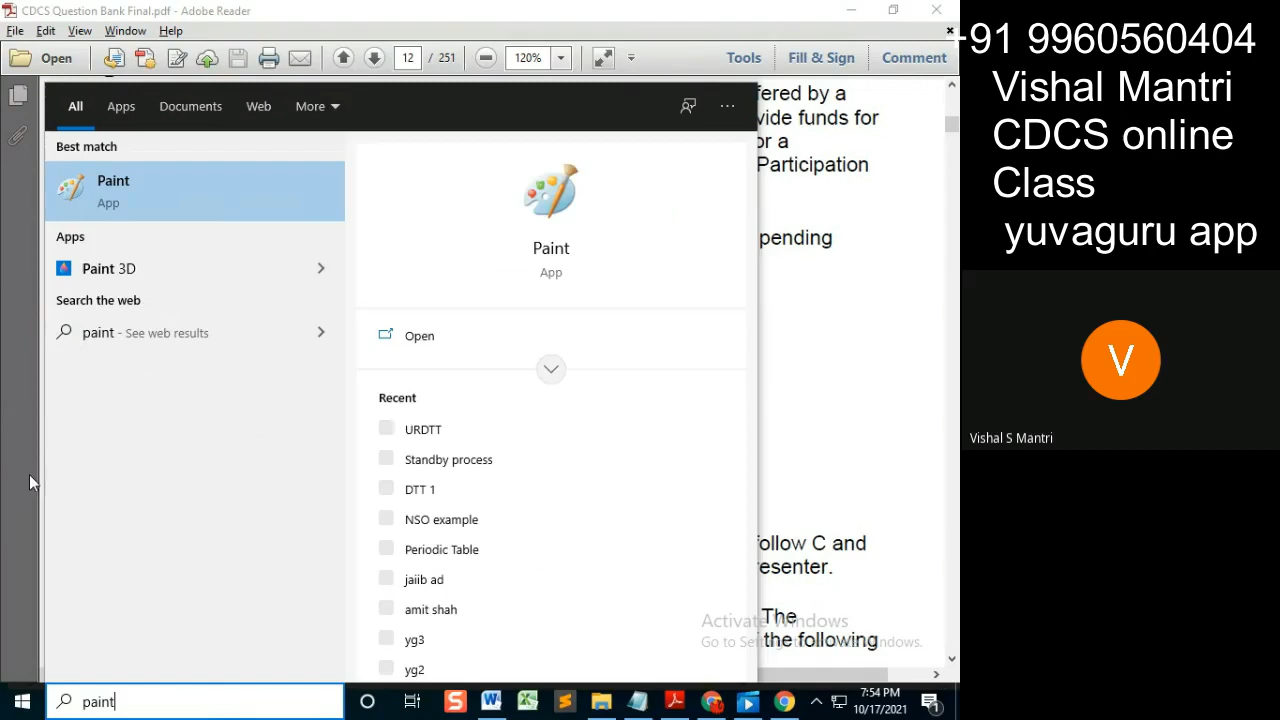 CDCS Question Bank Final.pdf - Adobe Reader
File Edit View Window Help
Open 12 / 251 120% Tools Fill & Sign Comment
All Apps Documents Web More
Best match
Paint
App
Apps
Paint 3D
Search the web
paint - See web results
Paint
App
Open
Recent
URDTT
Standby process
DTT 1
NSO example
Periodic Table
jaiib ad
amit shah
yg3
yg2
fered by a
vide funds for
or a
Participation
pending
follow C and
resenter.
The
the following
Activate Windows
paint
7:54 PM
10/17/2021
1
+91 9960560404
Vishal Mantri
CDCS online
Class
yuvaguru app
V
Vishal S Mantri